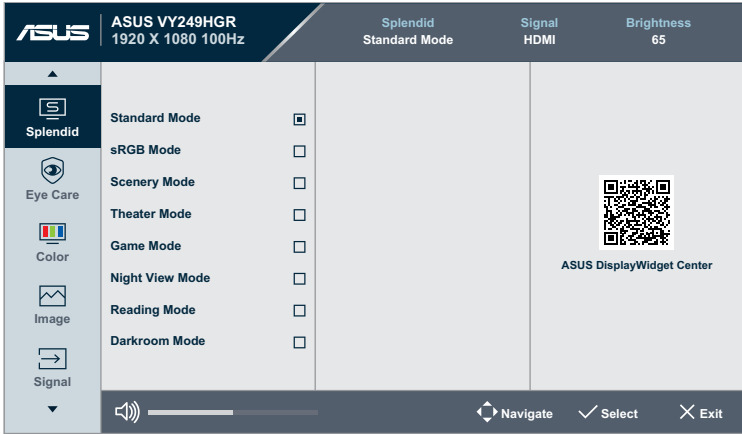 ASUS
ASUS VY249HGR
1920 X 1080 100Hz
Splendid
Standard Mode
Signal
HDMI
Brightness
65
Splendid
Eye Care
Color
Image
Signal
Standard Mode
sRGB Mode
Scenery Mode
Theater Mode
Game Mode
Night View Mode
Reading Mode
Darkroom Mode
ASUS DisplayWidget Center
Navigate
Select
Exit